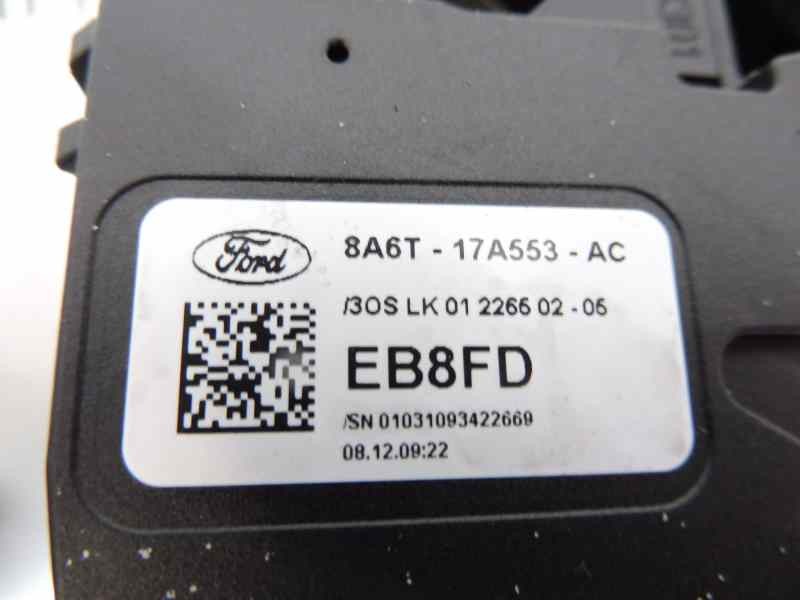 Ford
8A6T - 17A553 - AC
/3OS LK 01 2266 02 - 05
EB8FD
/SN 01031093422669
08.12.09:22